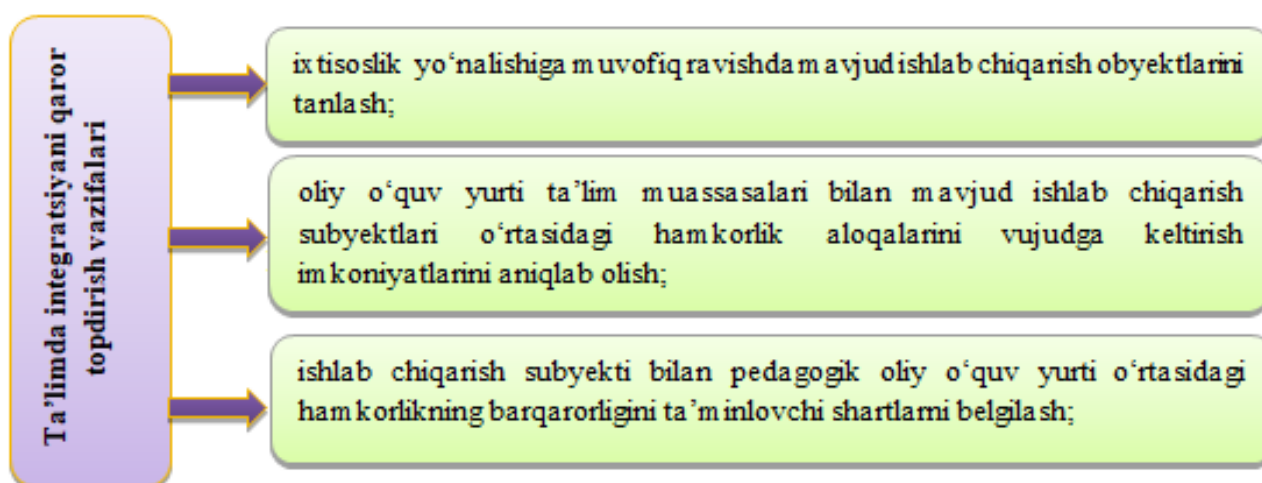 Ta’limda integratsiyani qaror
topdirish vazifalari
ixtisoslik yo‘nalishiga muvofiq ravishda mavjud ishlab chiqarish obyektlarini
tanlash;
oliy o‘quv yurti ta’lim muassasalari bilan mavjud ishlab chiqarish
subyektlari o‘rtasidagi hamkorlik aloqalarini vujudga keltirish
imkoniyatlarini aniqlab olish;
ishlab chiqarish subyekti bilan pedagogik oliy o‘quv yurti o‘rtasidagi
hamkorlikning barqarorligini ta’minlovchi shartlarni belgilash;